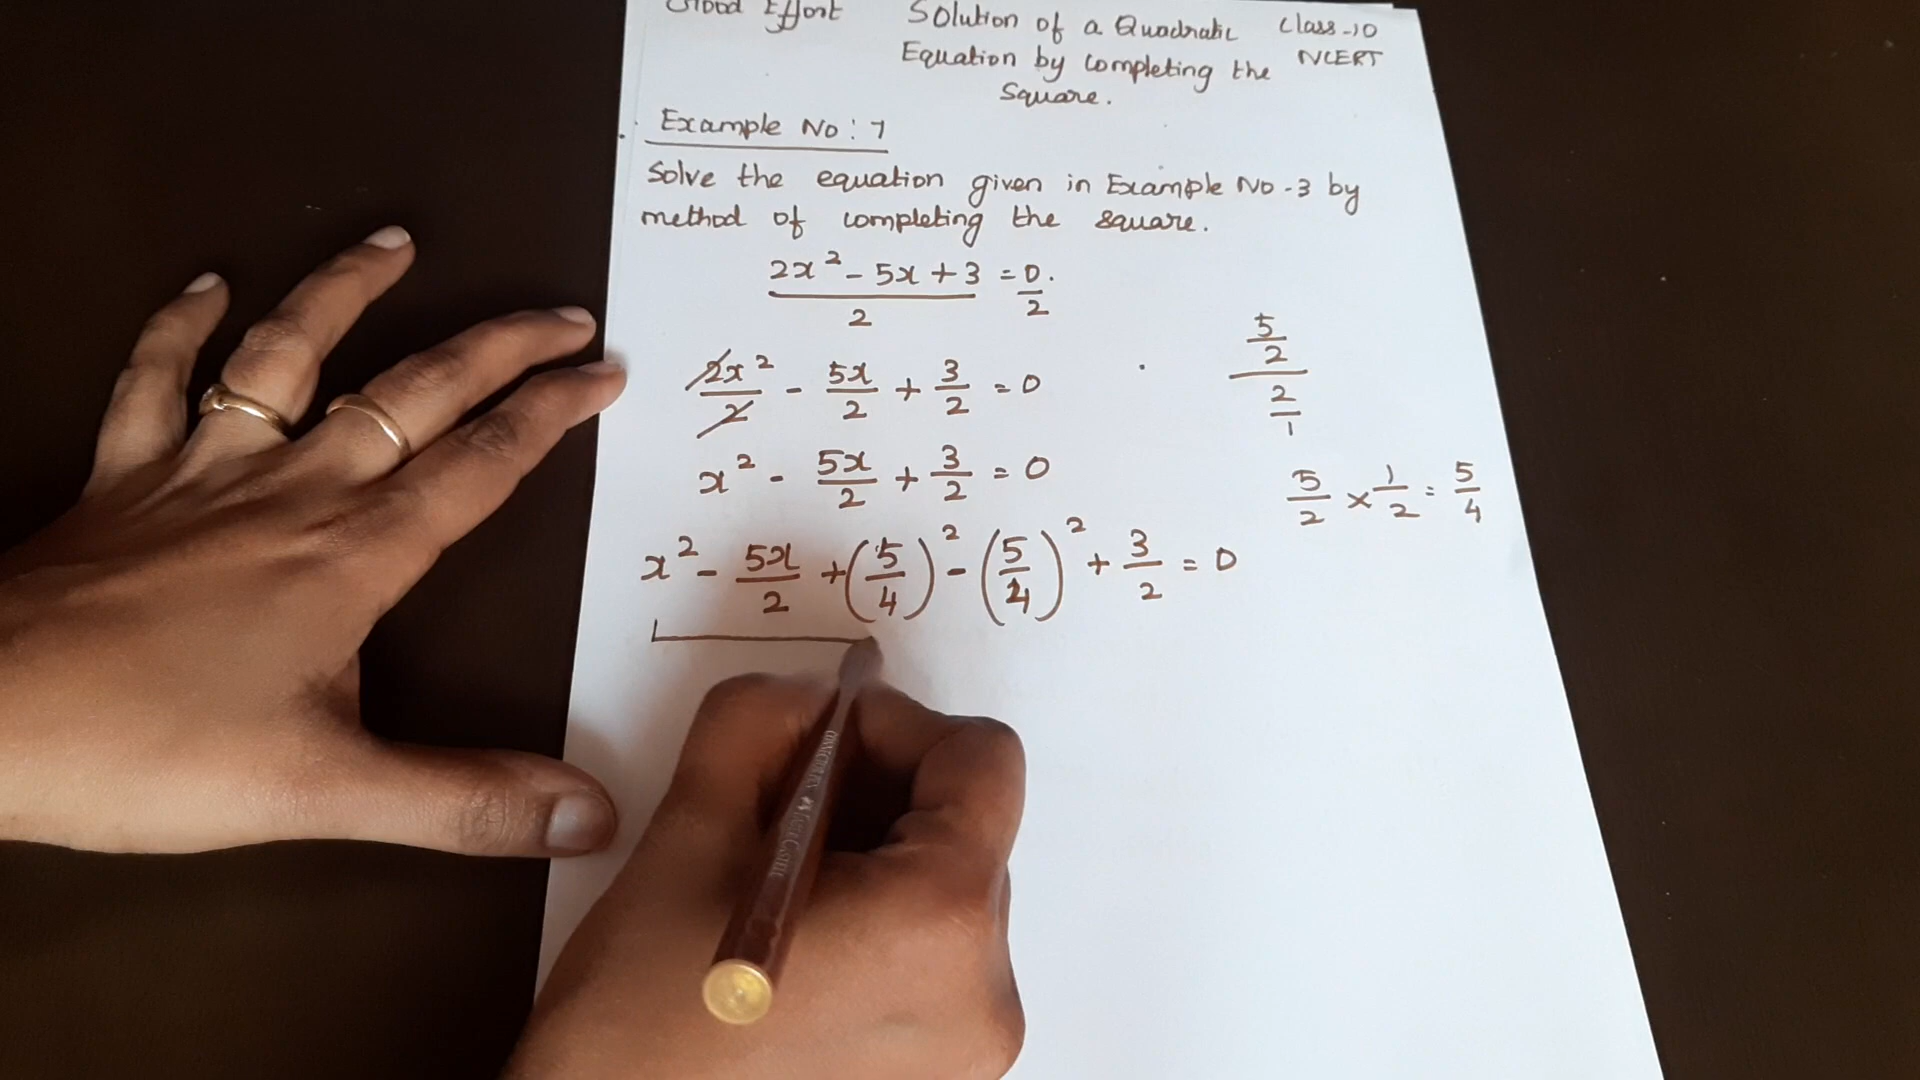 Good Effort
Solution of a Quadratic
Equation by completing the
Square.
Class-10
NCERT
Example No: 7
Solve the equation given in Example No-3 by
method of completing the square.
2x² - 5x + 3 = 0.
2 2
2x²/2 - 5x/2 + 3/2 = 0
x² - 5x/2 + 3/2 = 0
x² - 5x/2 + (5/4)² - (5/4)² + 3/2 = 0
5/2
2/1
5/2 × 1/2 = 5/4